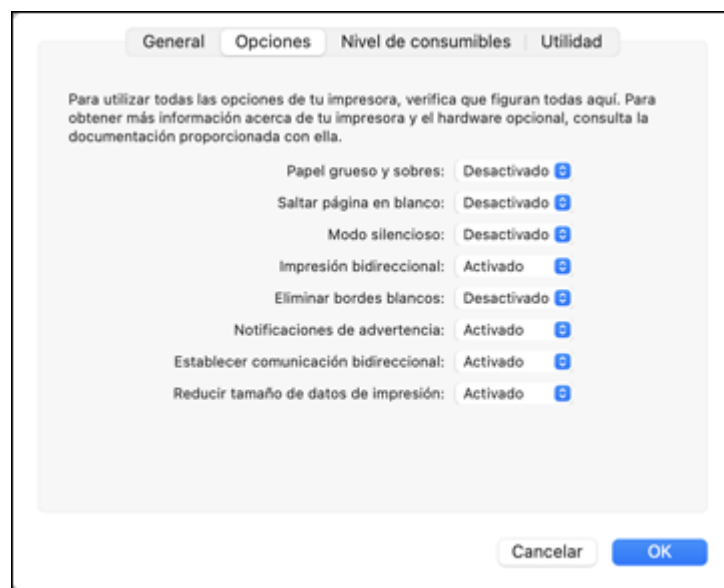 General Opciones Nivel de consumibles Utilidad
Para utilizar todas las opciones de tu impresora, verifica que figuran todas aquí. Para
obtener más información acerca de tu impresora y el hardware opcional, consulta la
documentación proporcionada con ella.
Papel grueso y sobres: Desactivado
Saltar página en blanco: Desactivado
Modo silencioso: Desactivado
Impresión bidireccional: Activado
Eliminar bordes blancos: Desactivado
Notificaciones de advertencia: Activado
Establecer comunicación bidireccional: Activado
Reducir tamaño de datos de impresión: Activado
Cancelar OK